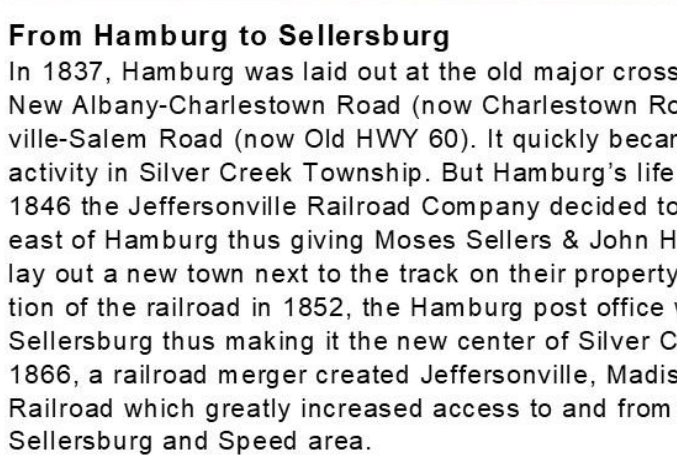 From Hamburg to Sellersburg
In 1837, Hamburg was laid out at the old major
New Albany-Charlestown Road (now Charlestown
ville-Salem Road (now Old HWY 60). It quickly
activity in Silver Creek Township. But Hamburg's life
1846 the Jeffersonville Railroad Company decided to
east of Hamburg thus giving Moses Sellers & John
lay out a new town next to the track on their property
tion of the railroad in 1852, the Hamburg post office
Sellersburg thus making it the new center of Silver
1866, a railroad merger created Jeffersonville,
Railroad which greatly increased access to and from
Sellersburg and Speed area.